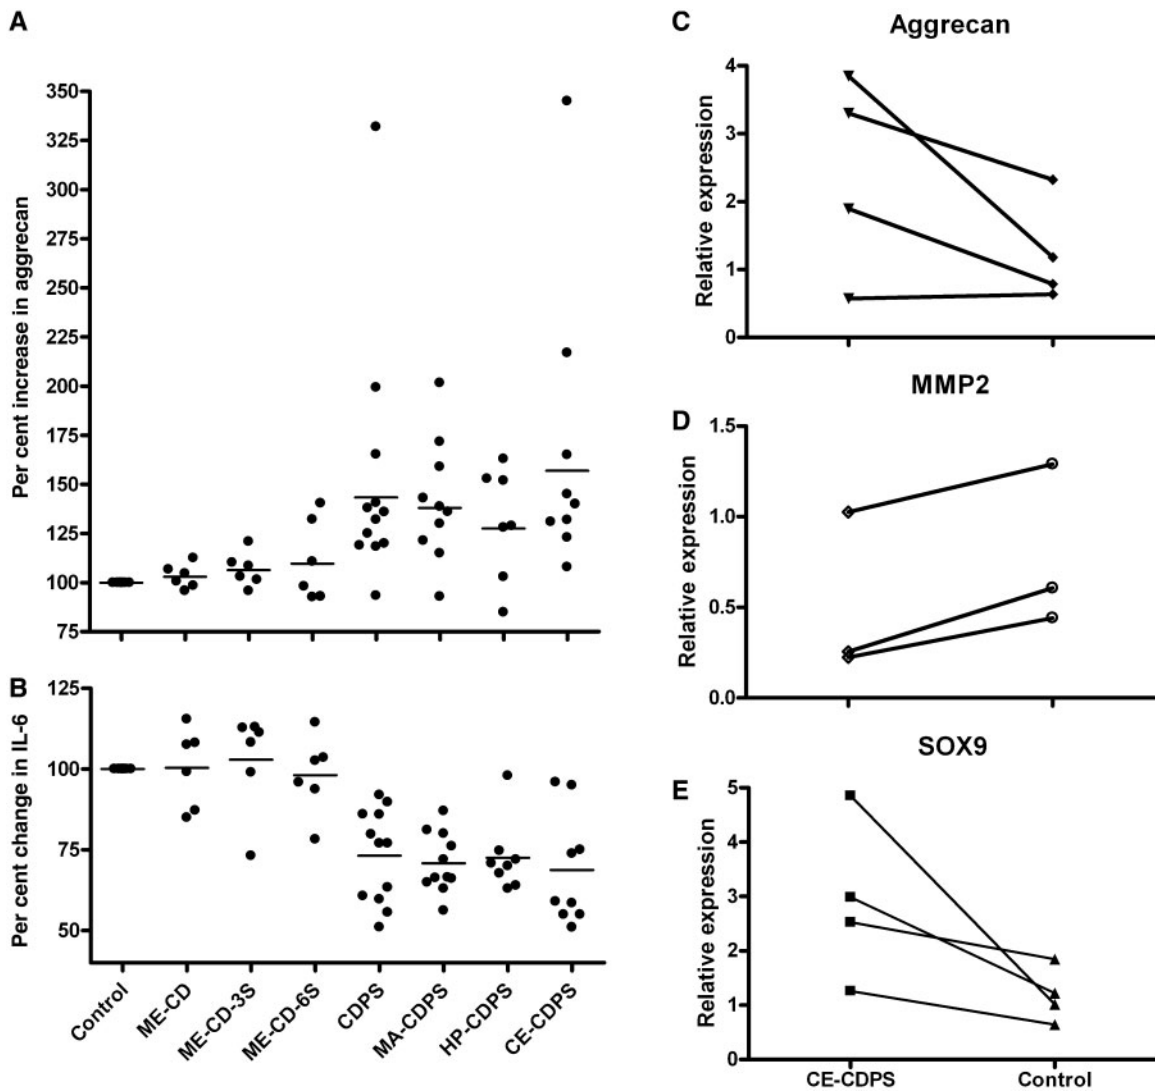 A
Per cent increase in aggrecan
350
325
300
275
250
225
200
175
150
125
100
75
B
Per cent change in IL-6
125
100
75
50
Control
ME-CD
ME-CD-3S
ME-CD-6S
CDPS
MA-CDPS
HP-CDPS
CE-CDPS
C
Aggrecan
Relative expression
4
3
2
1
0
D
MMP2
Relative expression
1.5
1.0
0.5
0.0
E
SOX9
Relative expression
5
4
3
2
1
0
CE-CDPS
Control